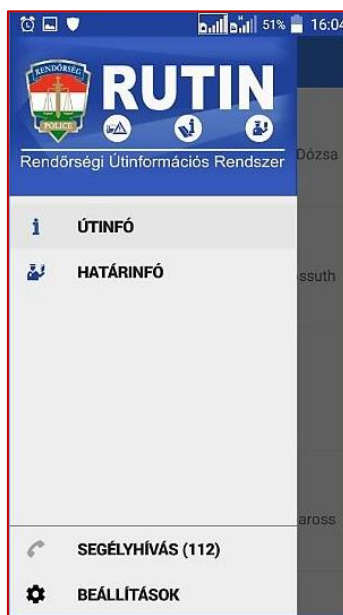 51% 16:04
RENDŐRSÉG
POLICE
RUTIN
Rendőrségi Útinformációs Rendszer
Dózsa
ÚTINFÓ
HATÁRINFÓ
ssuth
aross
SEGÉLYHÍVÁS (112)
BEÁLLÍTÁSOK